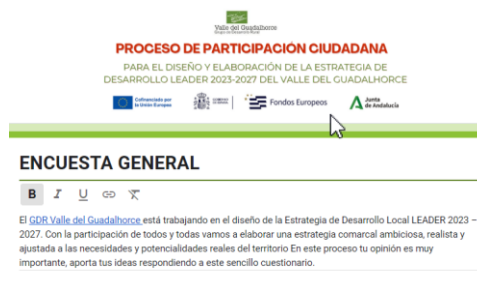 Valle del Guadalhorce
Grupo de Desarrollo Rural
PROCESO DE PARTICIPACIÓN CIUDADANA
PARA EL DISEÑO Y ELABORACIÓN DE LA ESTRATEGIA DE
DESARROLLO LEADER 2023-2027 DEL VALLE DEL GUADALHORCE
Cofinanciado por
la Unión Europea
Fondos Europeos
Junta
de Andalucía
ENCUESTA GENERAL
B I U
El GDR Valle del Guadalhorce está trabajando en el diseño de la Estrategia de Desarrollo Local LEADER 2023 –
2027. Con la participación de todos y todas vamos a elaborar una estrategia comarcal ambiciosa, realista y
ajustada a las necesidades y potencialidades reales del territorio En este proceso tu opinión es muy
importante, aporta tus ideas respondiendo a este sencillo cuestionario.